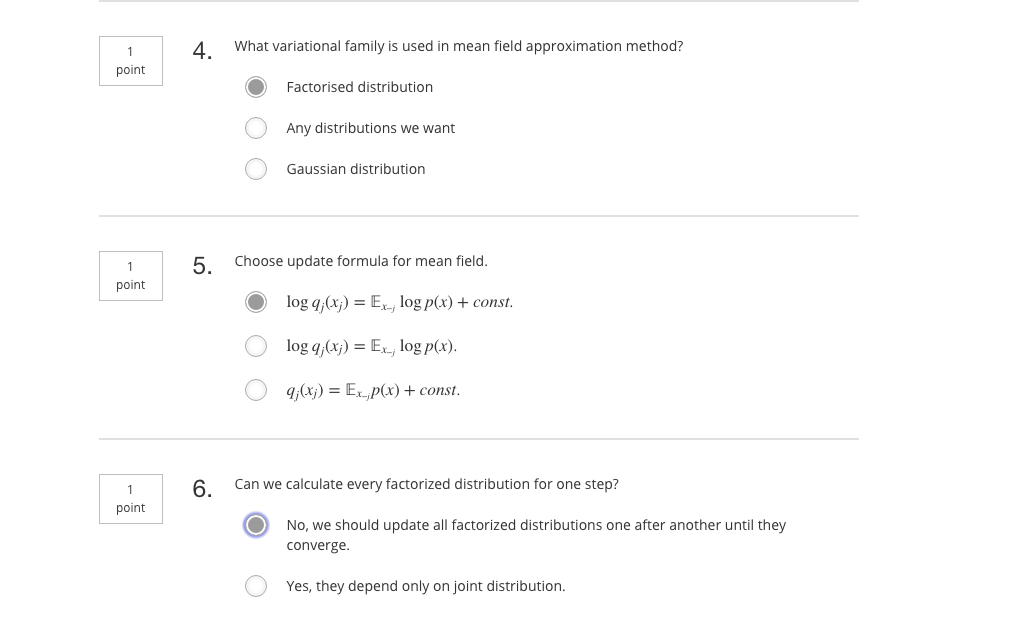 1
point
4. What variational family is used in mean field approximation method?
Factorised distribution
Any distributions we want
Gaussian distribution
1
point
5. Choose update formula for mean field.
log q_j(x_j) = 𝔼_{x_{-j}} log p(x) + const.
log q_j(x_j) = 𝔼_{x_{-j}} log p(x).
q_j(x_j) = 𝔼_{x_{-j}} p(x) + const.
1
point
6. Can we calculate every factorized distribution for one step?
No, we should update all factorized distributions one after another until they
converge.
Yes, they depend only on joint distribution.